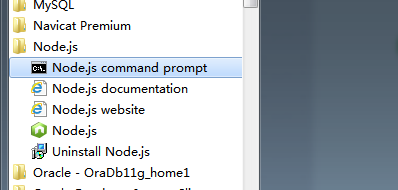 MySQL
Navicat Premium
Node.js
Node.js command prompt
Node.js documentation
Node.js website
Node.js
Uninstall Node.js
Oracle - OraDb11g_home1